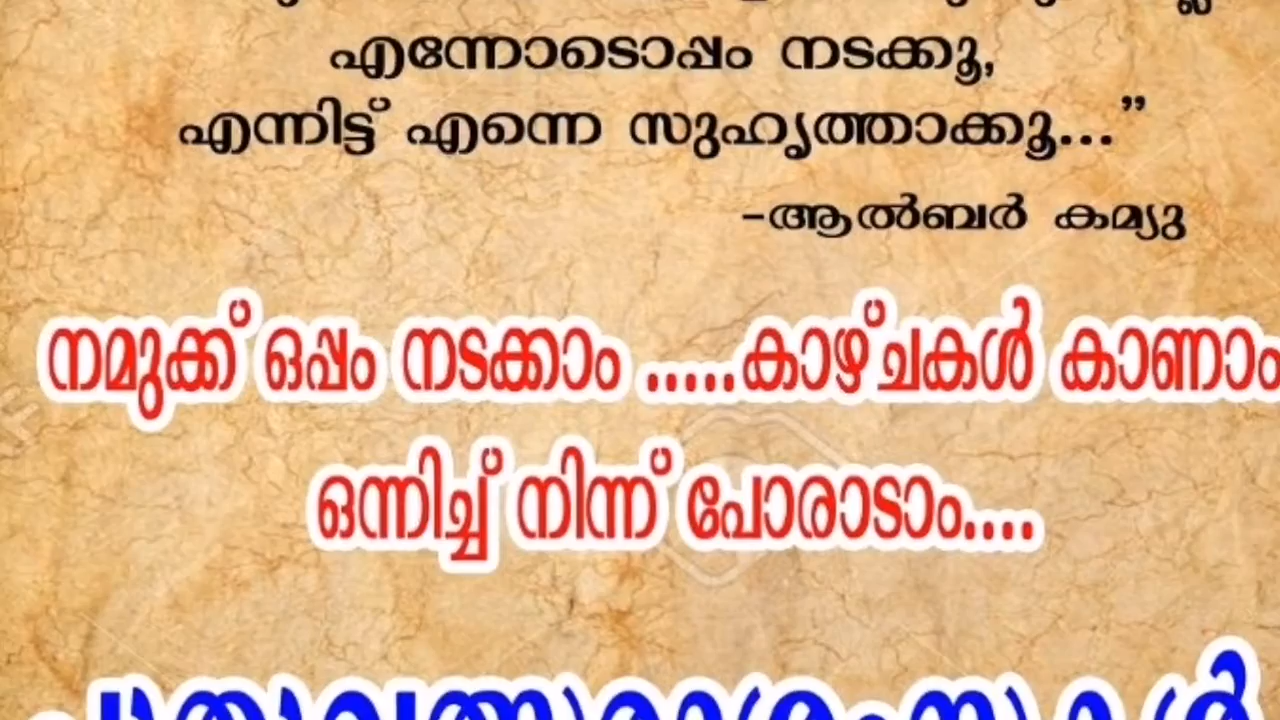 എന്നോടൊപ്പം നടക്കൂ,
എന്നിട്ട് എന്നെ സുഹൃത്താക്കൂ...”
-ആൽബർ കമ്യു
നമുക്ക് ഒപ്പം നടക്കാം .....കാഴ്ചകൾ കാണാം
ഒന്നിച്ച് നിന്ന് പോരാടാം....